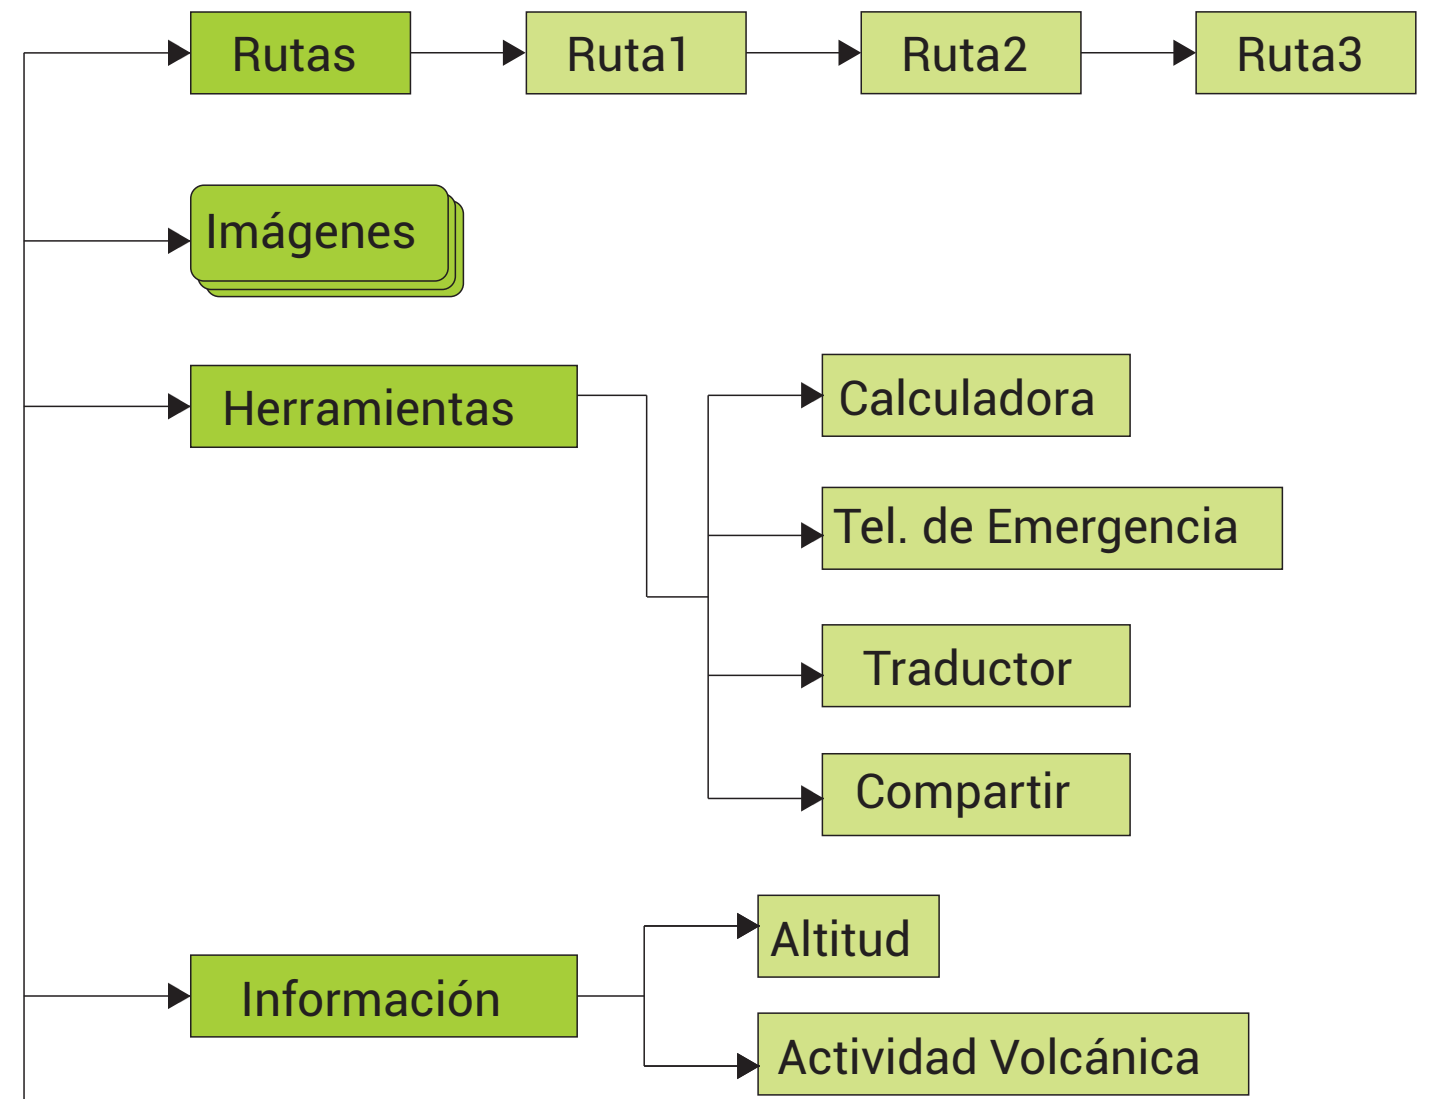 Rutas
Ruta1
Ruta2
Ruta3
Imágenes
Herramientas
Calculadora
Tel. de Emergencia
Traductor
Compartir
Información
Altitud
Actividad Volcánica